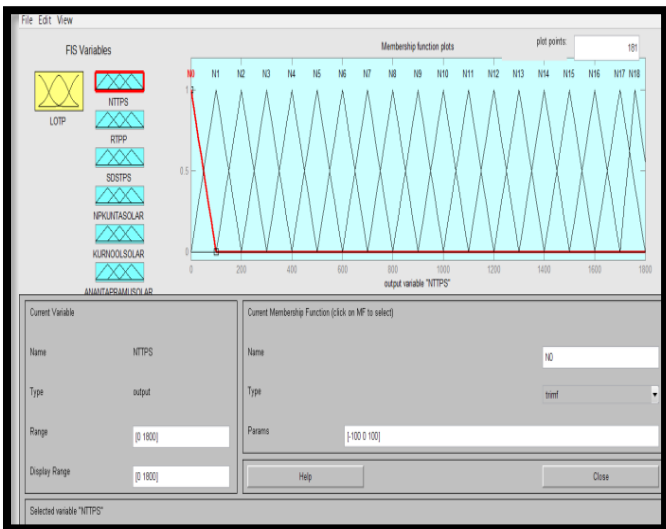 File Edit View
FIS Variables
LOTP
NTTPS
RTPP
SDSTPS
NPKUNTASOLAR
KURNOOLSOLAR
ANANTAPRAMUSOLAR
Membership function plots
plot points:
181
N0 N1 N2 N3 N4 N5 N6 N7 N8 N9 N10 N11 N12 N13 N14 N15 N16 N17 N18
1
0.5
0
0 200 400 600 800 1000 1200 1400 1600 1800
output variable "NTTPS"
Current Variable
Name NTTPS
Type output
Range [0 1800]
Display Range [0 1800]
Current Membership Function (click on MF to select)
Name N0
Type trimf
Params [-100 0 100]
Help Close
Selected variable "NTTPS"